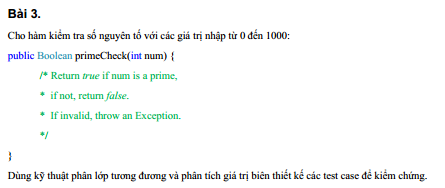 Bài 3.
Cho hàm kiểm tra số nguyên tố với các giá trị nhập từ 0 đến 1000:
public Boolean primeCheck(int num) {
/* Return true if num is a prime,
* if not, return false.
* If invalid, throw an Exception.
*/
}
Dùng kỹ thuật phân lớp tương đương và phân tích giá trị biên thiết kế các test case để kiểm chứng.